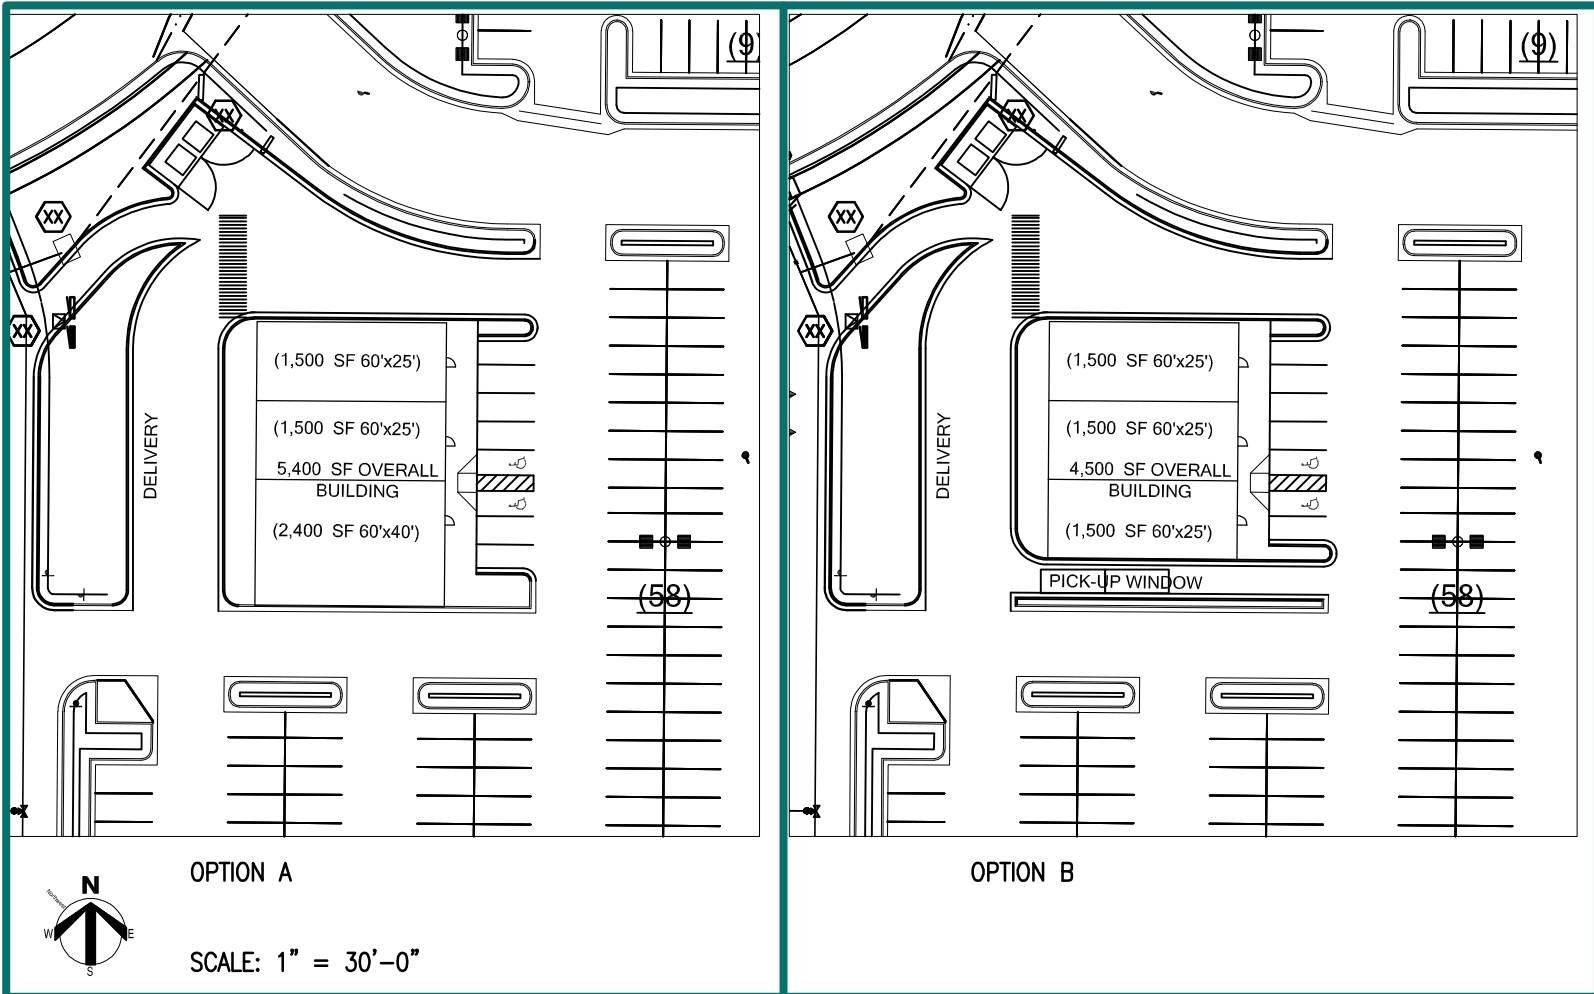 (9)
XX
XX
XX
(1,500 SF 60'x25')
(1,500 SF 60'x25')
5,400 SF OVERALL
BUILDING
(2,400 SF 60'x40')
DELIVERY
(58)
OPTION A
N
Northwest
W
E
S
SCALE: 1” = 30’-0”
(9)
XX
XX
XX
(1,500 SF 60'x25')
(1,500 SF 60'x25')
4,500 SF OVERALL
BUILDING
(1,500 SF 60'x25')
DELIVERY
PICK-UP WINDOW
(58)
OPTION B